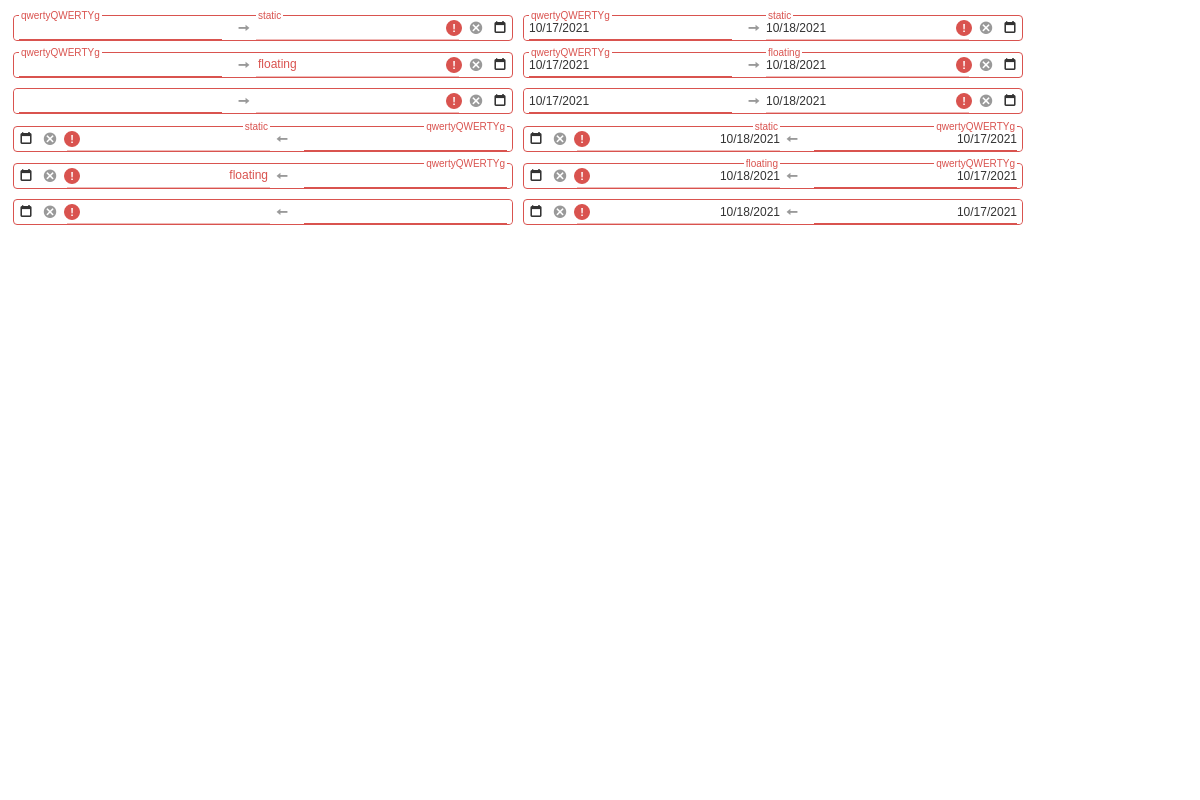 qwertyQWERTYg static qwertyQWERTYg static
! 10/17/2021 10/18/2021 !
qwertyQWERTYg qwertyQWERTYg floating
floating ! 10/17/2021 10/18/2021 !
! 10/17/2021 10/18/2021 !
static qwertyQWERTYg static qwertyQWERTYg
! ! 10/18/2021 10/17/2021
qwertyQWERTYg floating qwertyQWERTYg
! floating ! 10/18/2021 10/17/2021
! ! 10/18/2021 10/17/2021